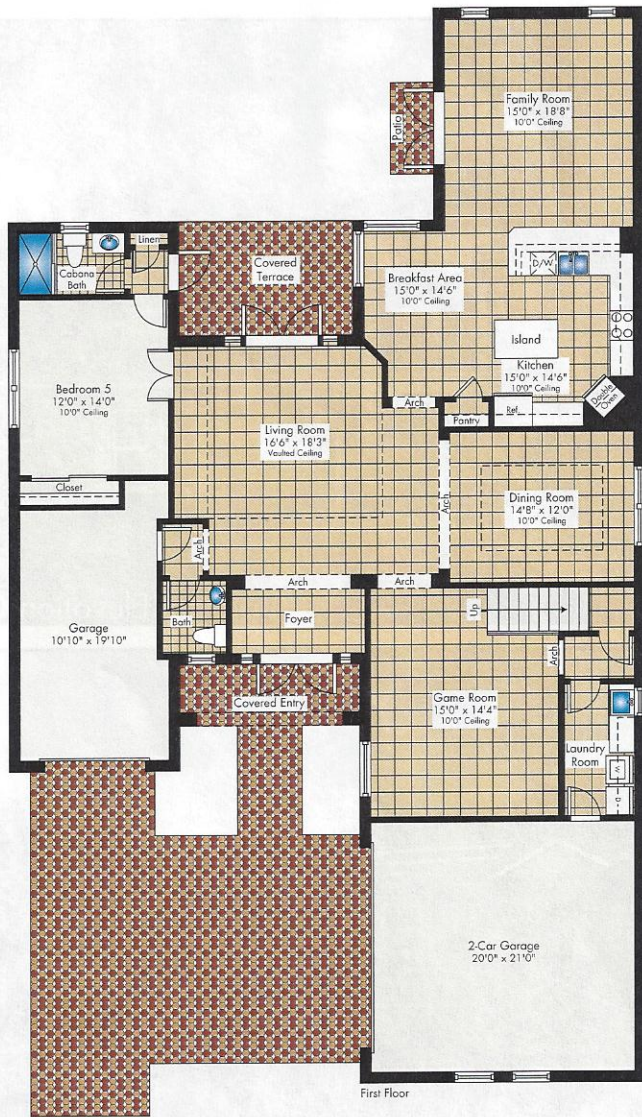 Family Room
15'0" x 18'8"
10'0" Ceiling
Patio
Linen
Cabana
Bath
Covered
Terrace
Breakfast Area
15'0" x 14'6"
10'0" Ceiling
D/W
Island
Kitchen
15'0" x 14'6"
10'0" Ceiling
Double
Oven
Bedroom 5
12'0" x 14'0"
10'0" Ceiling
Arch
Pantry
Ref.
Living Room
16'6" x 18'3"
Vaulted Ceiling
Closet
Dining Room
14'8" x 12'0"
10'0" Ceiling
Arch
Arch
Arch
Arch
Garage
10'10" x 19'10"
Bath
Foyer
Up
Arch
Covered Entry
Game Room
15'0" x 14'4"
10'0" Ceiling
Laundry
Room
W
D
2-Car Garage
20'0" x 21'0"
First Floor